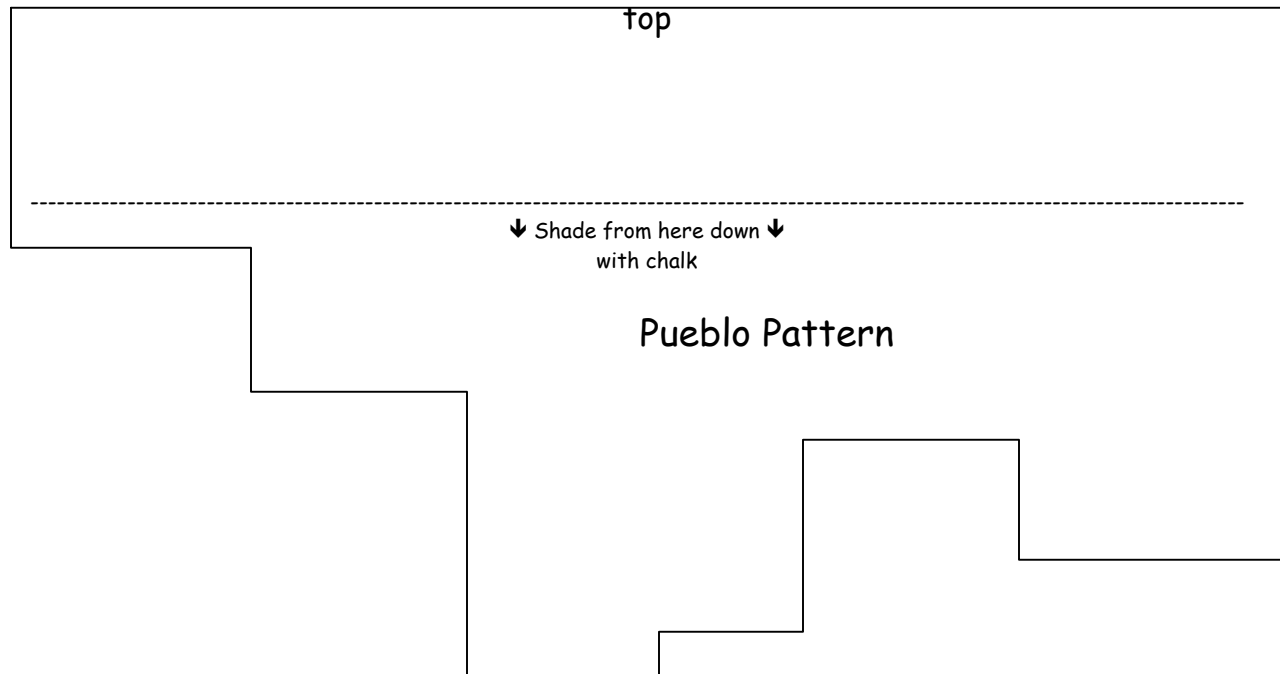 top
🡫 Shade from here down 🡫
with chalk
Pueblo Pattern